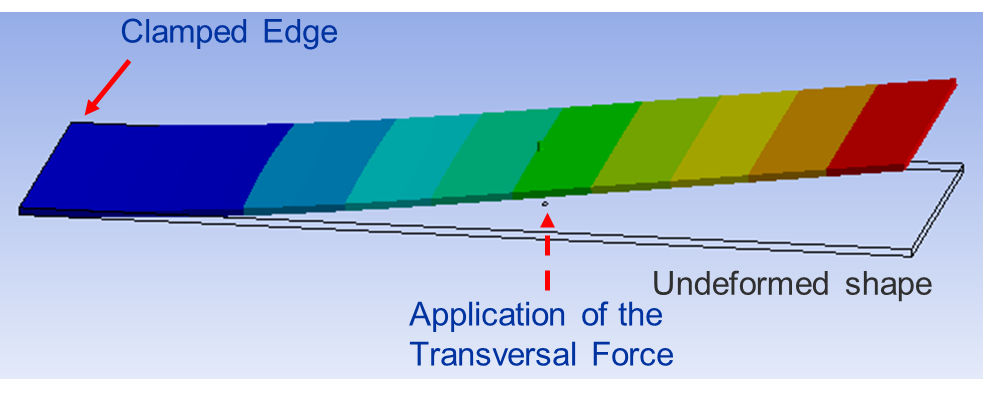 Clamped Edge
Undeformed shape
Application of the
Transversal Force